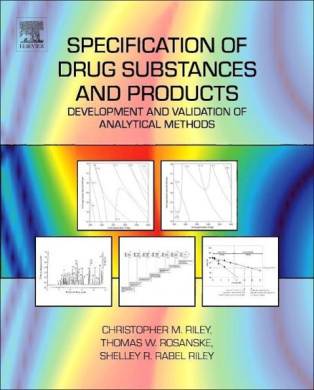 ELSEVIER
SPECIFICATION OF
DRUG SUBSTANCES
AND PRODUCTS
DEVELOPMENT AND VALIDATION OF
ANALYTICAL METHODS
CHRISTOPHER M. RILEY
THOMAS W. ROSANSKE
SHELLEY R. RABEL RILEY